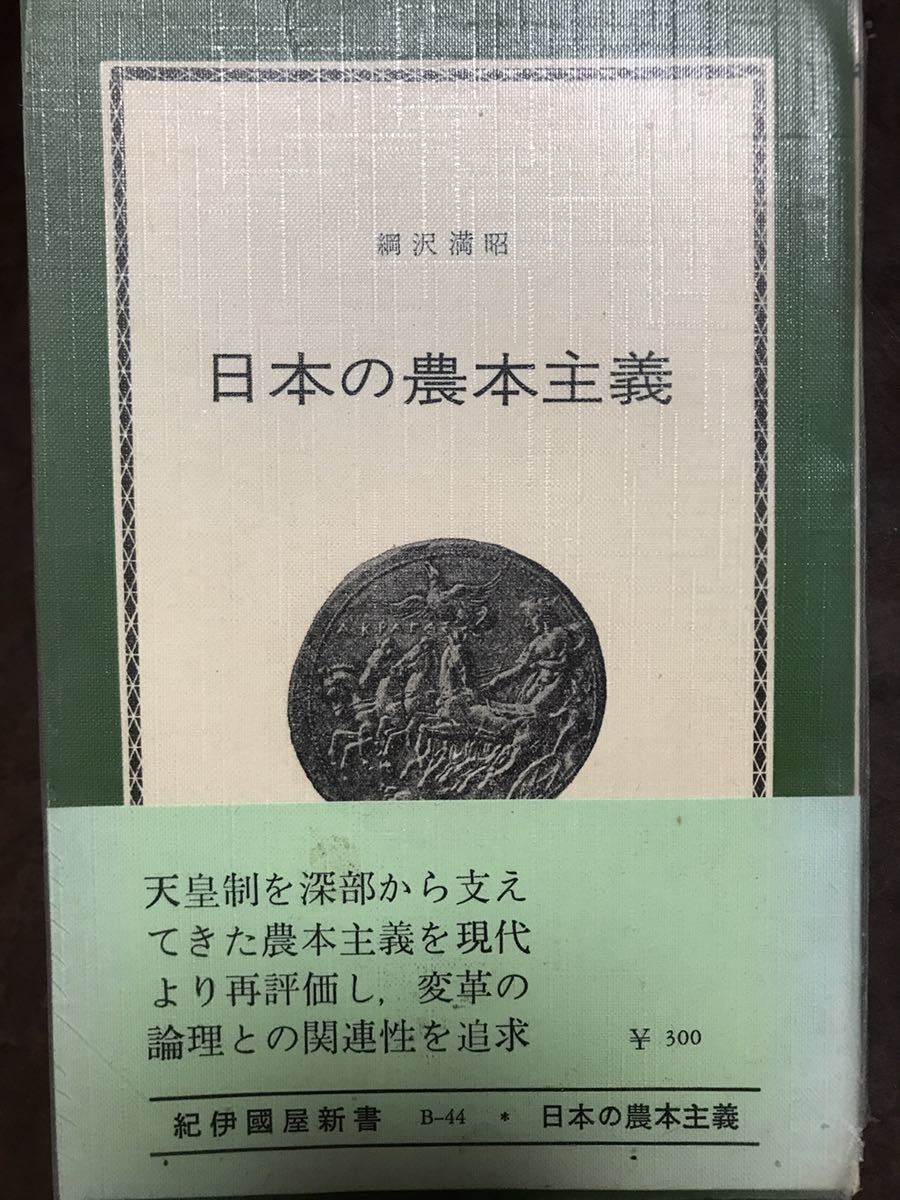 綱沢満昭
日本の農本主義
天皇制を深部から支え
てきた農本主義を現代
より再評価し，変革の
論理との関連性を追求
¥ 300
紀伊國屋新書 B-44 * 日本の農本主義